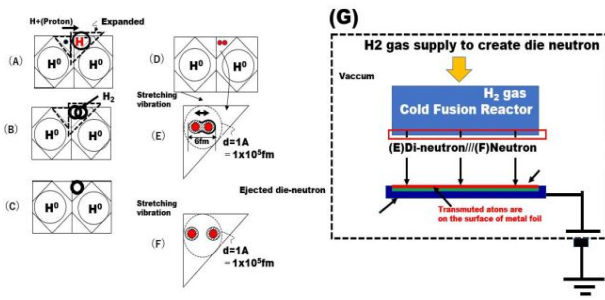 (G)
H+(Proton)
Expanded
H-
(A)
H⁰
H⁰
(B)
H₂
H⁰
H⁰
(C)
H⁰
H⁰
(D)
H⁰
H⁰
Stretching
vibration
(E)
6fm
d=1A
=1x10⁵fm
Ejected die-neutron
Stretching
vibration
(F)
d=1A
=1x10⁵fm
H2 gas supply to create die neutron
Vaccum
H₂ gas
Cold Fusion Reactor
(E)Di-neutron///(F)Neutron
Transmuted atons are
on the surface of metal foil